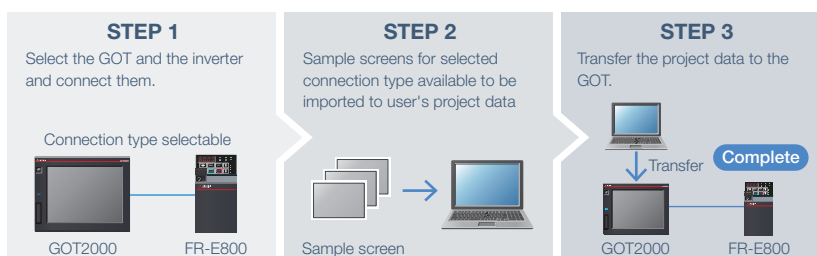 STEP 1
Select the GOT and the inverter
and connect them.
Connection type selectable
GOT2000
FR-E800
STEP 2
Sample screens for selected
connection type available to be
imported to user's project data
Sample screen
STEP 3
Transfer the project data to the
GOT.
Transfer
Complete
GOT2000
FR-E800